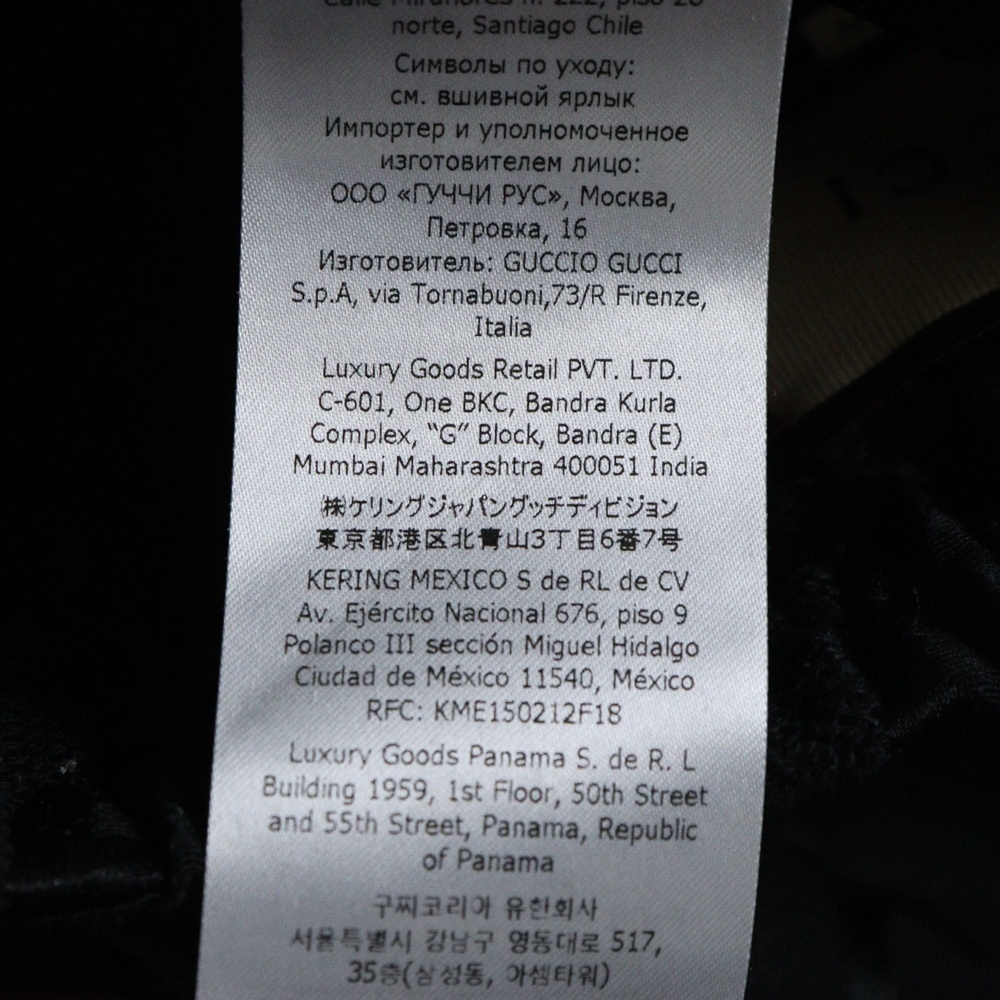 Calle Miraflores n. 222, piso 28
norte, Santiago Chile
Символы по уходу:
см. вшивной ярлык
Импортер и уполномоченное
изготовителем лицо:
ООО «ГУЧЧИ РУС», Москва,
Петровка, 16
Изготовитель: GUCCIO GUCCI
S.p.A, via Tornabuoni,73/R Firenze,
Italia
Luxury Goods Retail PVT. LTD.
C-601, One BKC, Bandra Kurla
Complex, “G” Block, Bandra (E)
Mumbai Maharashtra 400051 India
㈱ケリングジャパングッチディビジョン
東京都港区北青山3丁目6番7号
KERING MEXICO S de RL de CV
Av. Ejército Nacional 676, piso 9
Polanco III sección Miguel Hidalgo
Ciudad de México 11540, México
RFC: KME150212F18
Luxury Goods Panama S. de R. L
Building 1959, 1st Floor, 50th Street
and 55th Street, Panama, Republic
of Panama
구찌코리아 유한회사
서울특별시 강남구 영동대로 517,
35층(삼성동, 아셈타워)